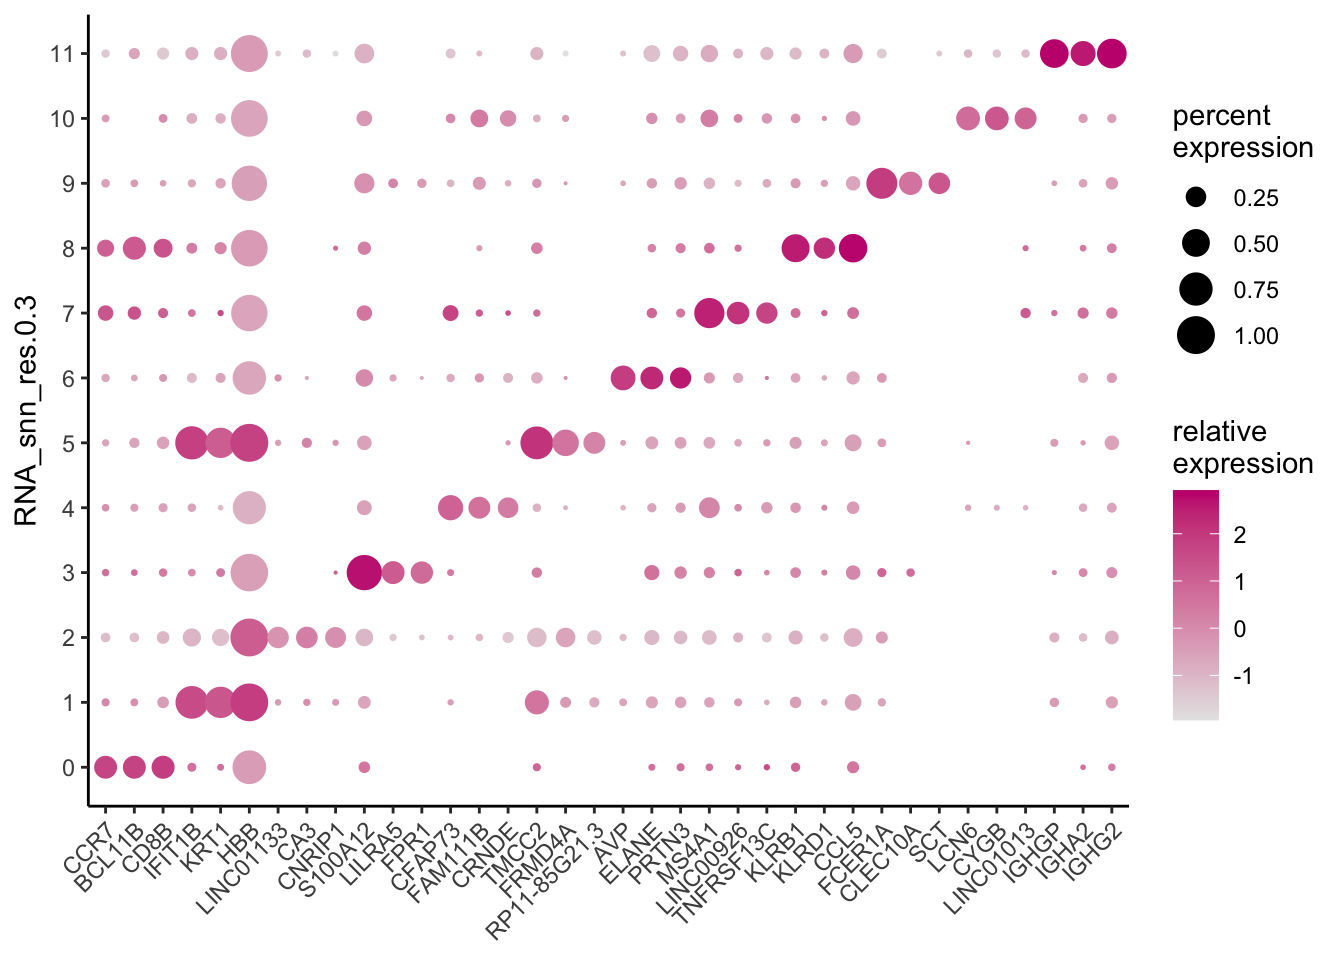 RNA_snn_res.0.3
11
10
9
8
7
6
5
4
3
2
1
0
CCR7
BCL11B
CD8B
IFIT1B
KRT1
HBB
LINC01133
CA3
CNRIP1
S100A12
LILRA5
FPR1
CFAP73
FAM111B
CRNDE
TMCC2
FRMD4A
RP11-85G21.3
AVP
ELANE
PRTN3
MS4A1
LINC00926
TNFRSF13C
KLRB1
KLRD1
CCL5
FCER1A
CLEC10A
SCT
LCN6
CYGB
LINC01013
IGHGP
IGHA2
IGHG2
percent
expression
0.25
0.50
0.75
1.00
relative
expression
2
1
0
-1